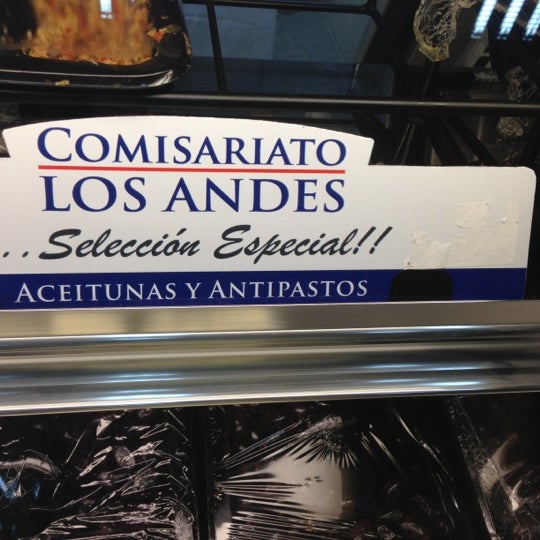 COMISARIATO
LOS ANDES
..Selección Especial!!
ACEITUNAS Y ANTIPASTOS